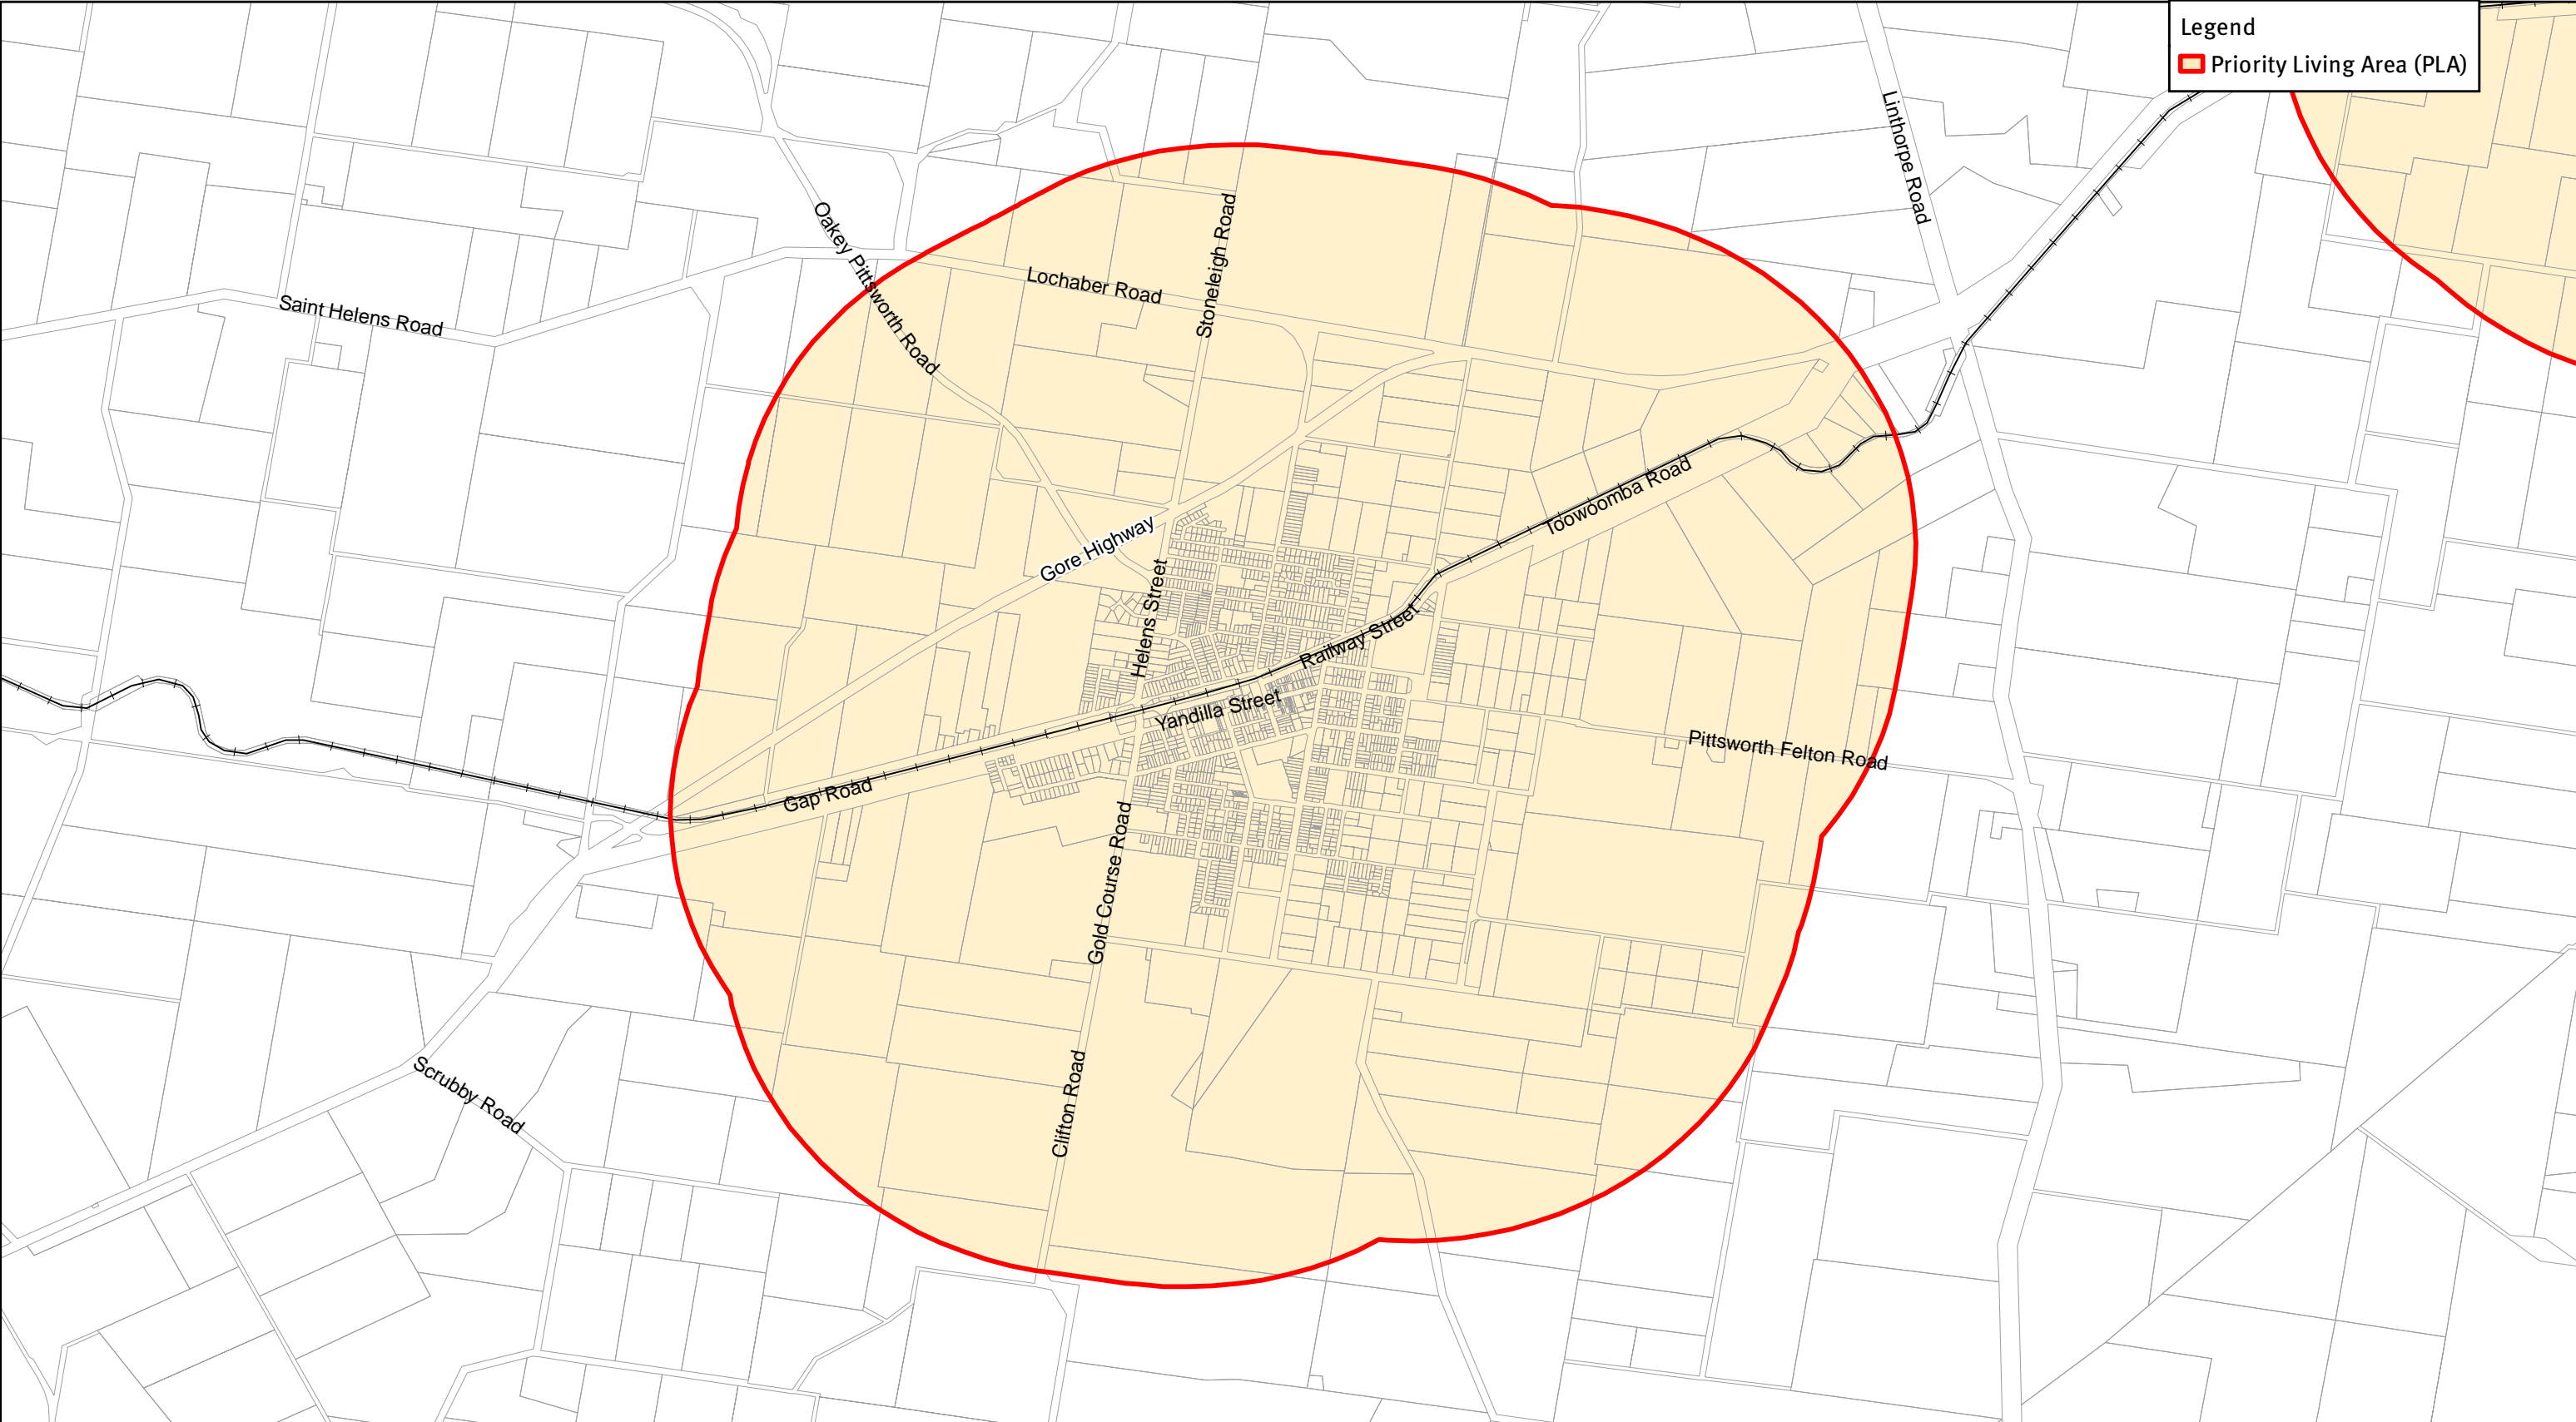 Legend
Priority Living Area (PLA)
Linthorpe Road
Oakey Pittsworth Road
Stoneleigh Road
Lochaber Road
Saint Helens Road
Toowoomba Road
Gore Highway
Helens Street
Railway Street
Yandilla Street
Pittsworth Felton Road
Gap Road
Gold Course Road
Clifton Road
Scrubby Road